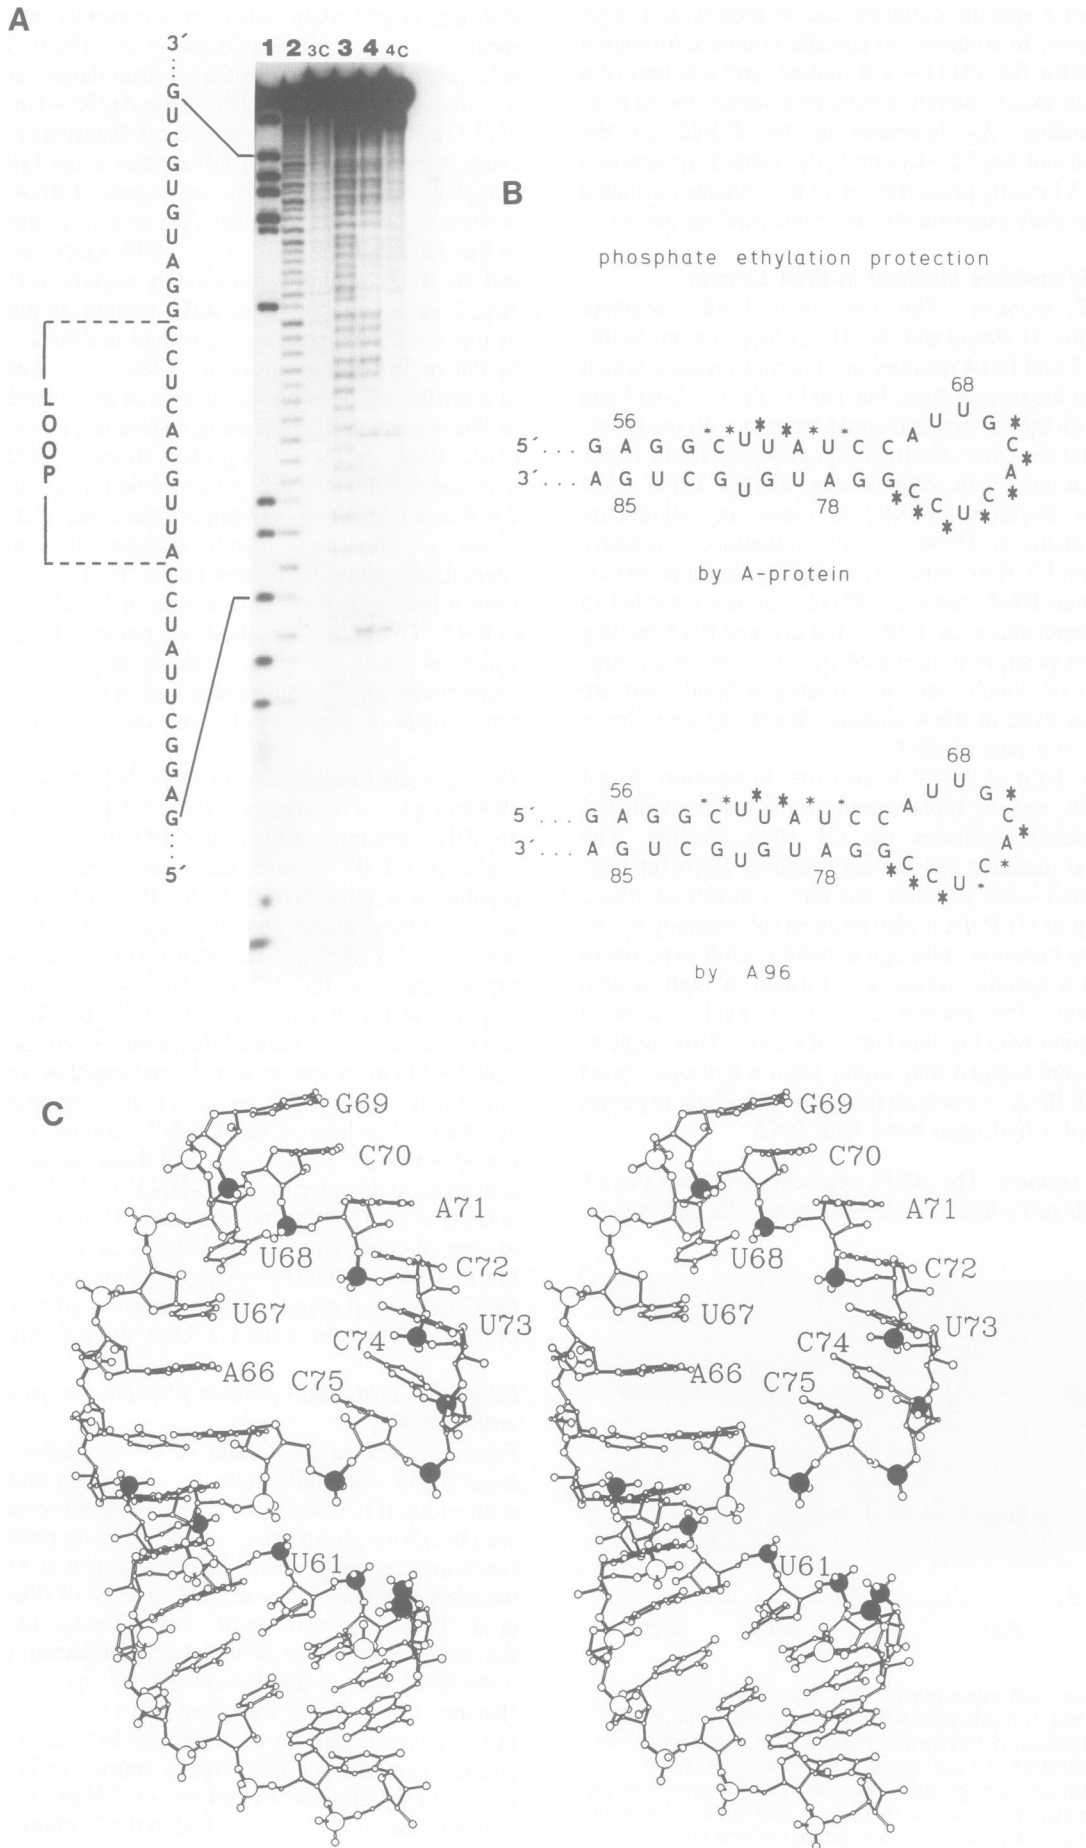 A
3´
1 2 3C 3 4 4C
G
U
C
G
U
G
U
A
G
G
C
C
U
C
A
C
G
U
U
A
C
C
U
A
U
U
C
G
G
A
G
5´
LOOP
B
phosphate ethylation protection
68
56
U U G
A C
5´ ... G A G G C U U A U C C A
3´ ... A G U C G U G U A G G C C U C
85 78
by A-protein
68
56
U U G
A C
5´ ... G A G G C U U A U C C A
3´ ... A G U C G U G U A G G C C U C
85 78
by A96
C
G69
C70
A71
U68
C72
U67
U73
C74
A66
C75
U61
G69
C70
A71
U68
C72
U67
U73
C74
A66
C75
U61